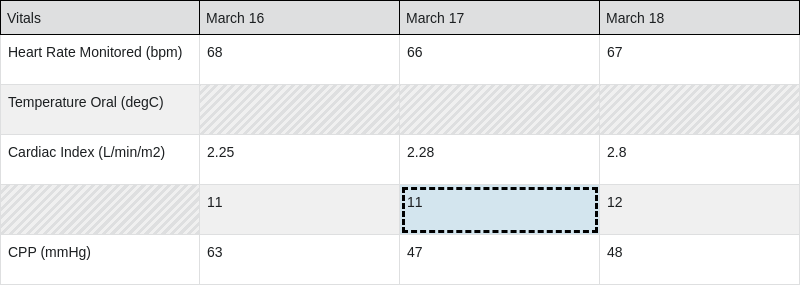 Vitals March 16 March 17 March 18
Heart Rate Monitored (bpm) 68 66 67
Temperature Oral (degC)
Cardiac Index (L/min/m2) 2.25 2.28 2.8
11 11 12
CPP (mmHg) 63 47 48